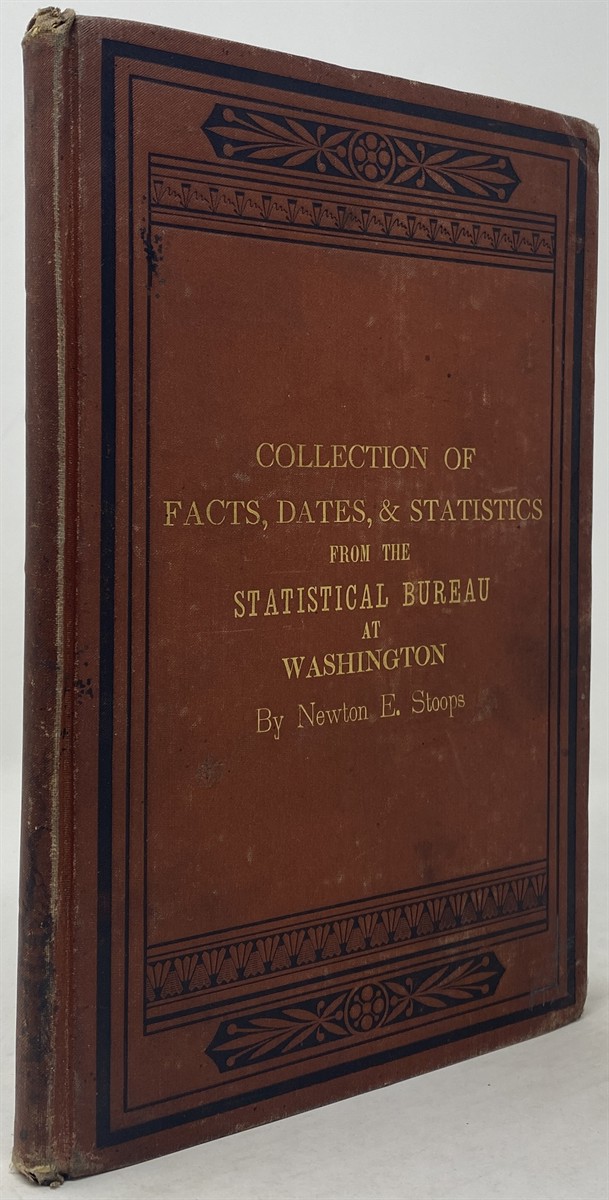 COLLECTION OF
FACTS, DATES, & STATISTICS
FROM THE
STATISTICAL BUREAU
AT
WASHINGTON
By Newton E. Stoops